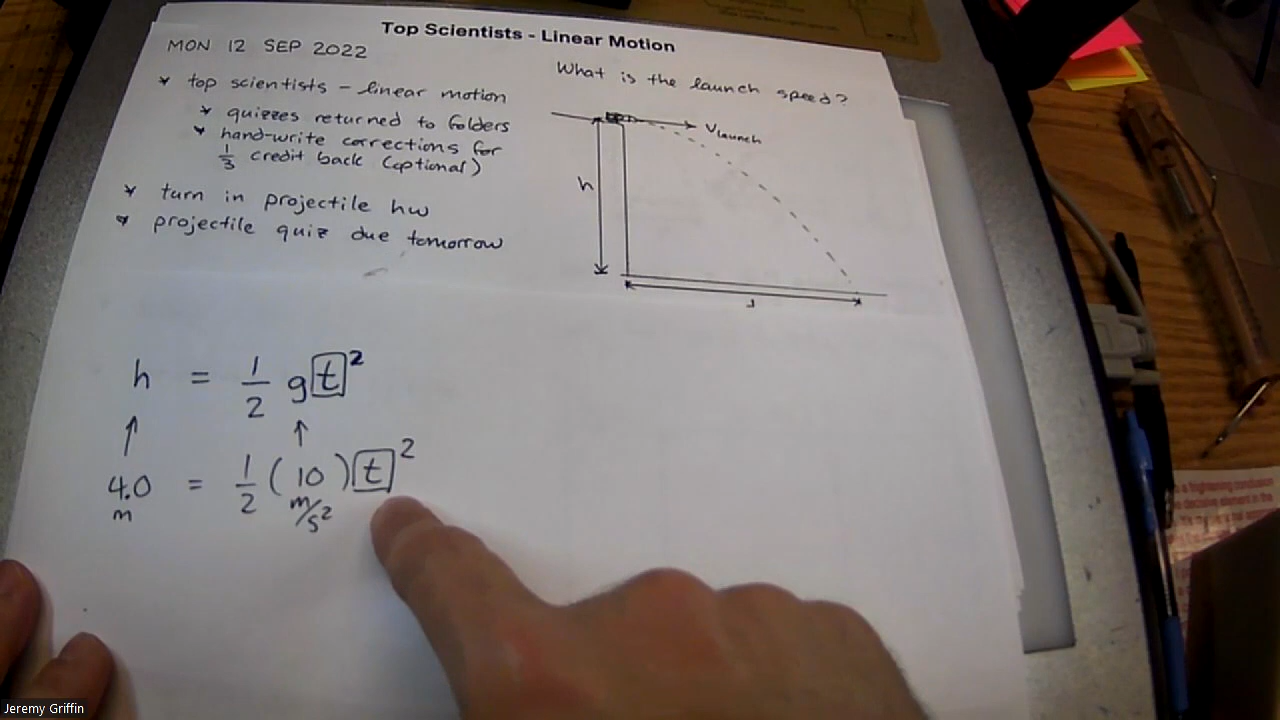 Top Scientists - Linear Motion
MON 12 SEP 2022
* top scientists - linear motion
* quizzes returned to folders
* hand-write corrections for
1/3 credit back (optional)
* turn in projectile hw
* projectile quiz due tomorrow
What is the launch speed?
Vlaunch
h
h = 1/2 g t²
4.0 = 1/2 (10) t²
m m/s²
Jeremy Griffin